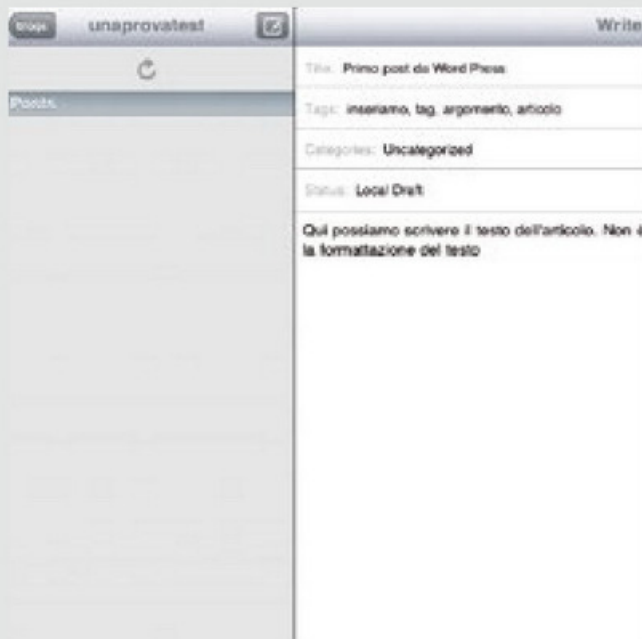 Blogs
unaprovatest
Write
Title: Primo post da Word Press
Posts
Tags: inseriamo, tag, argomento, articolo
Categories: Uncategorized
Status: Local Draft
Qui possiamo scrivere il testo dell'articolo. Non è
la formattazione del testo